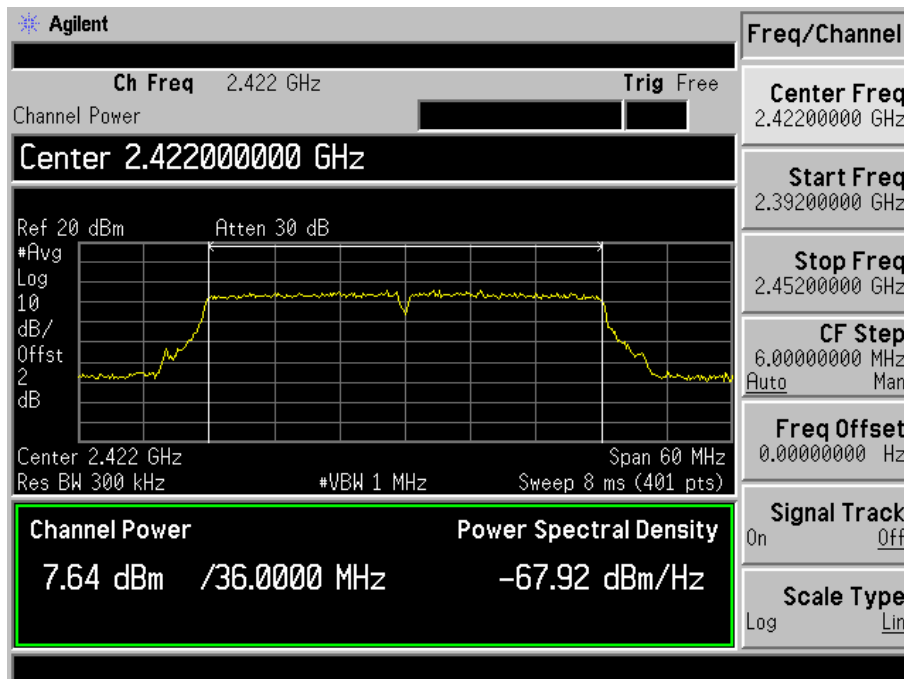 Agilent
Freq/Channel
Ch Freq 2.422 GHz Trig Free
Channel Power
Center 2.422000000 GHz
Ref 20 dBm Atten 30 dB
#Avg
Log
10
dB/
Offst
2
dB
Center 2.422 GHz Span 60 MHz
Res BW 300 kHz #VBW 1 MHz Sweep 8 ms (401 pts)
Channel Power Power Spectral Density
7.64 dBm /36.0000 MHz -67.92 dBm/Hz
Center Freq
2.42200000 GHz
Start Freq
2.39200000 GHz
Stop Freq
2.45200000 GHz
CF Step
6.00000000 MHz
Auto Man
Freq Offset
0.00000000 Hz
Signal Track
On Off
Scale Type
Log Lin